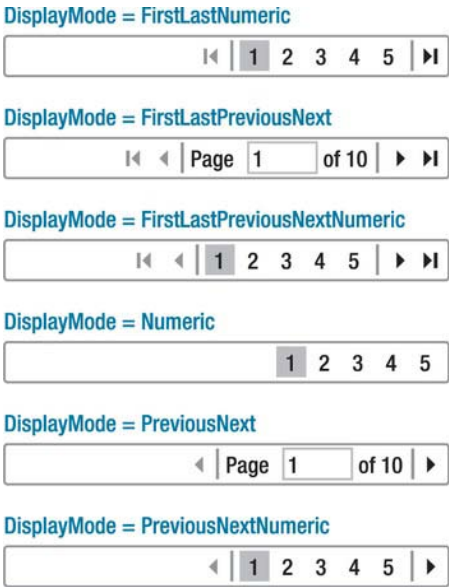 DisplayMode = FirstLastNumeric
1 2 3 4 5
DisplayMode = FirstLastPreviousNext
Page 1 of 10
DisplayMode = FirstLastPreviousNextNumeric
1 2 3 4 5
DisplayMode = Numeric
1 2 3 4 5
DisplayMode = PreviousNext
Page 1 of 10
DisplayMode = PreviousNextNumeric
1 2 3 4 5